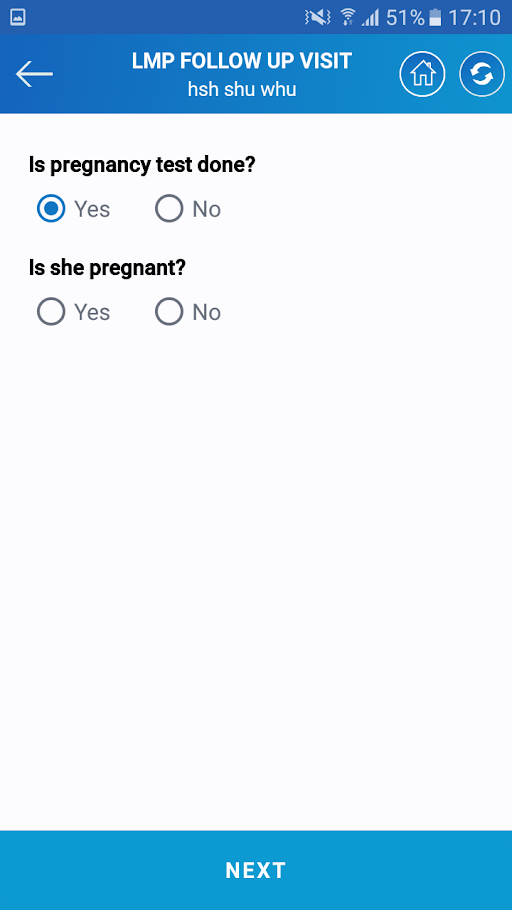 51% 17:10
LMP FOLLOW UP VISIT
hsh shu whu
Is pregnancy test done?
Yes No
Is she pregnant?
Yes No
NEXT